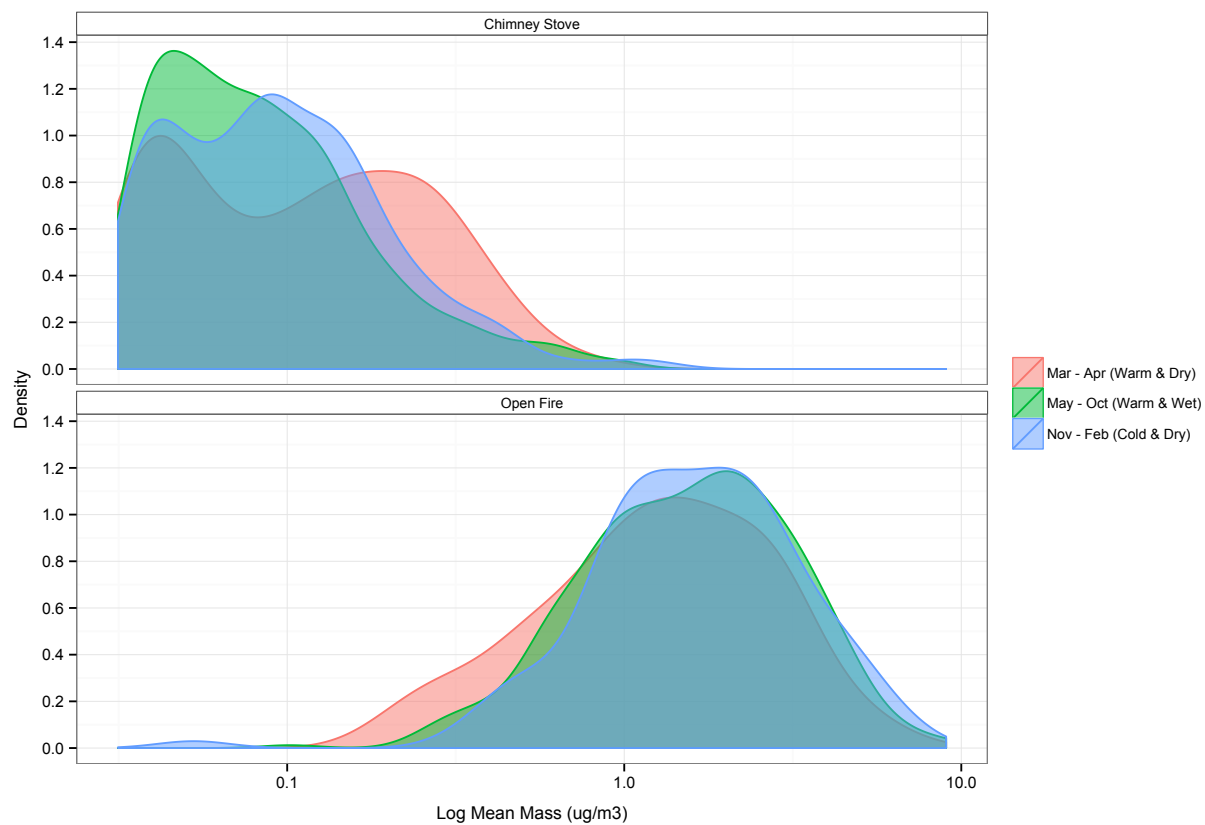 Chimney Stove
1.4
1.2
1.0
0.8
0.6
0.4
0.2
0.0
Open Fire
1.4
1.2
1.0
0.8
0.6
0.4
0.2
0.0
Density
0.1
1.0
10.0
Log Mean Mass (ug/m3)
Mar - Apr (Warm & Dry)
May - Oct (Warm & Wet)
Nov - Feb (Cold & Dry)